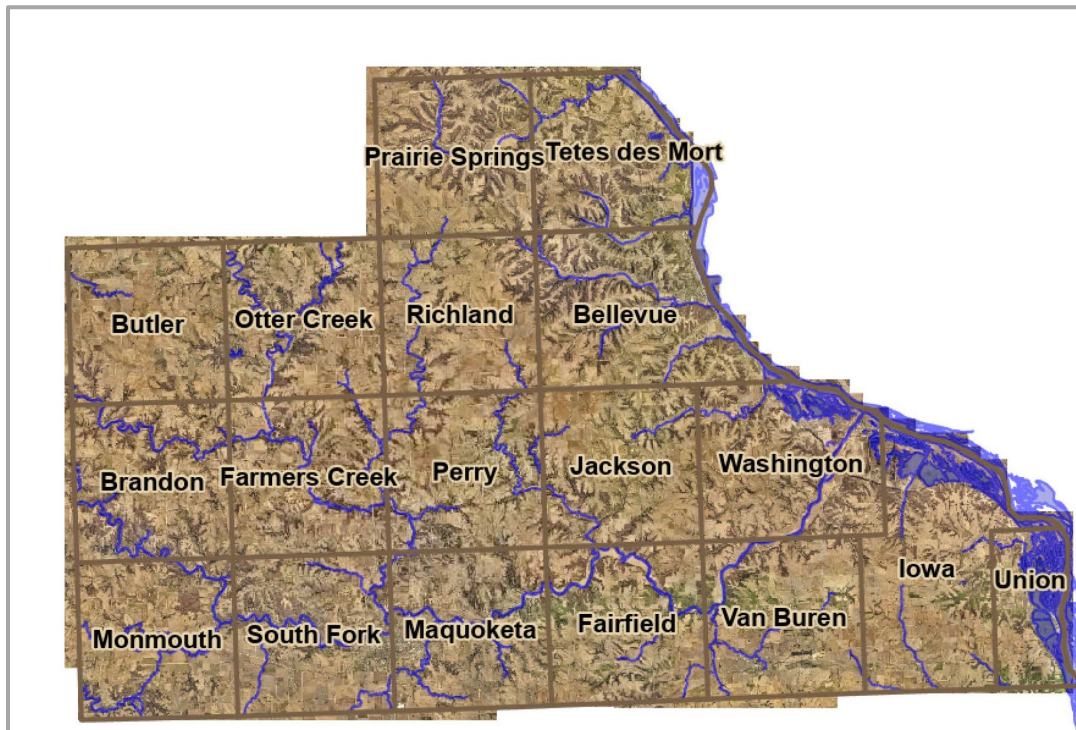 Prairie Springs
Tetes des Mort
Butler
Otter Creek
Richland
Bellevue
Brandon
Farmers Creek
Perry
Jackson
Washington
Monmouth
South Fork
Maquoketa
Fairfield
Van Buren
Iowa
Union